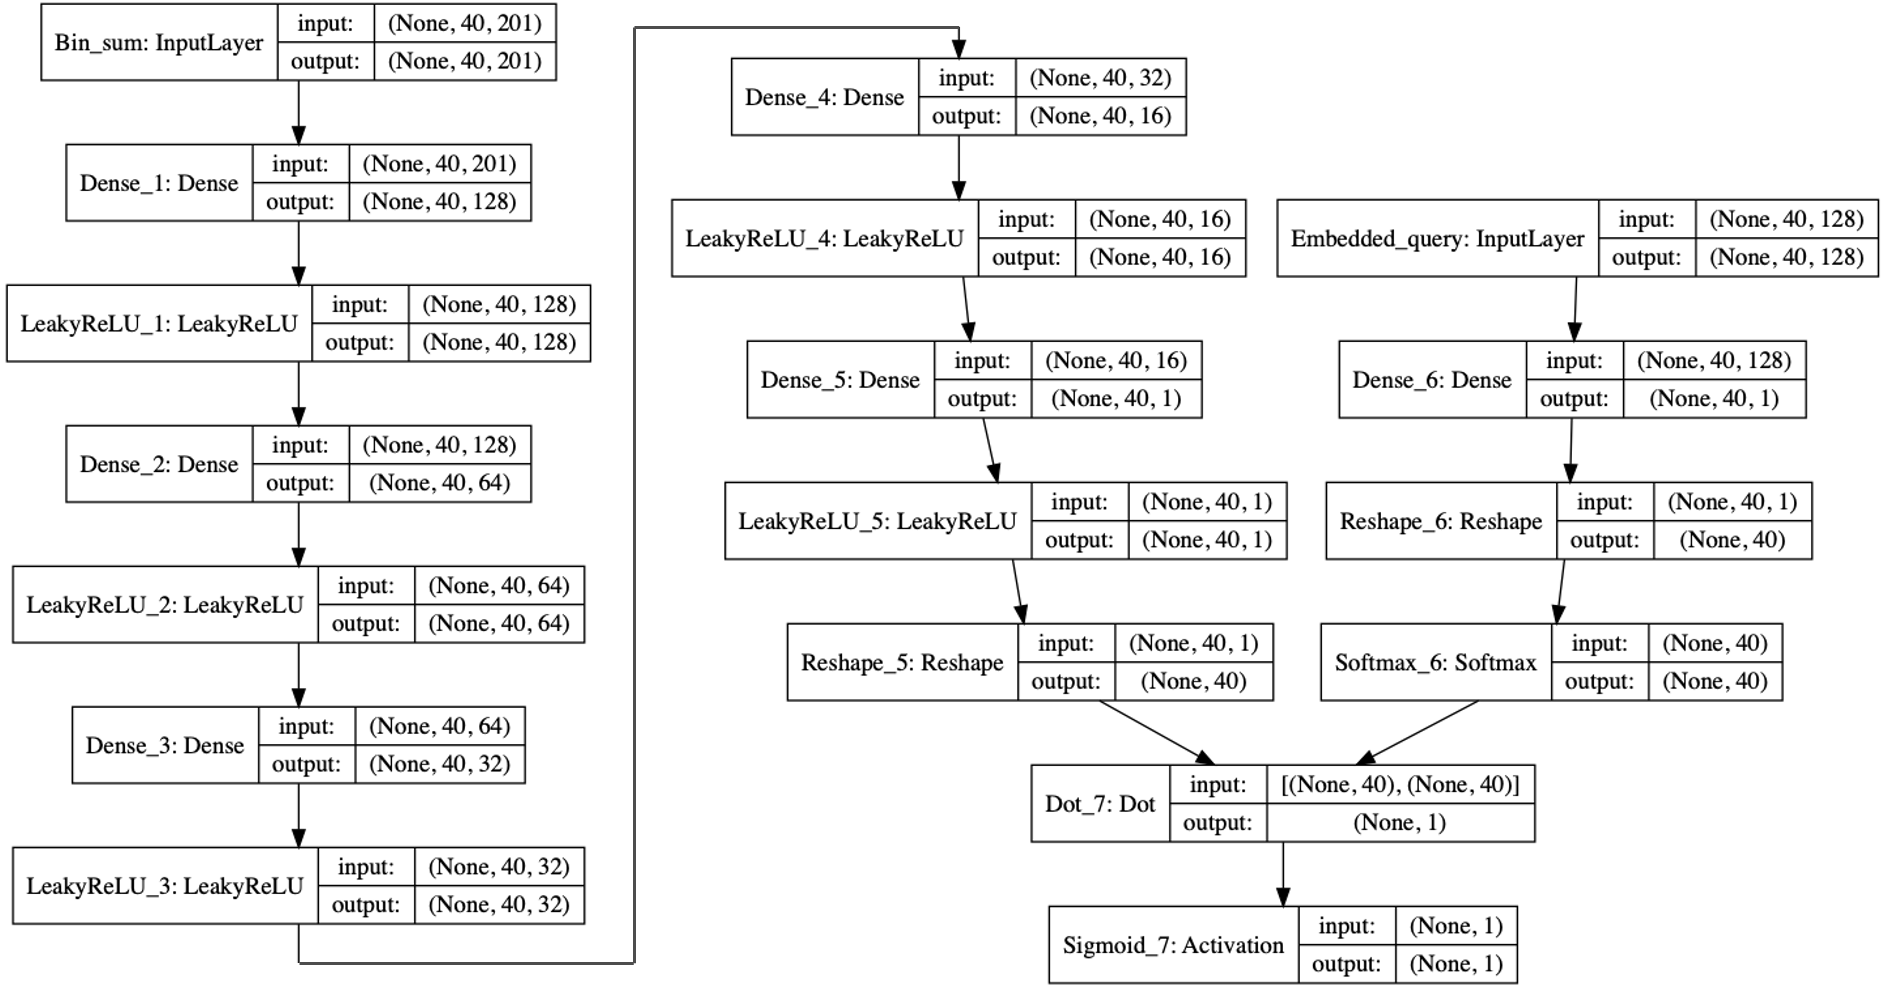 Bin_sum: InputLayer
input: (None, 40, 201)
output: (None, 40, 201)
Dense_1: Dense
input: (None, 40, 201)
output: (None, 40, 128)
LeakyReLU_1: LeakyReLU
input: (None, 40, 128)
output: (None, 40, 128)
Dense_2: Dense
input: (None, 40, 128)
output: (None, 40, 64)
LeakyReLU_2: LeakyReLU
input: (None, 40, 64)
output: (None, 40, 64)
Dense_3: Dense
input: (None, 40, 64)
output: (None, 40, 32)
LeakyReLU_3: LeakyReLU
input: (None, 40, 32)
output: (None, 40, 32)
Dense_4: Dense
input: (None, 40, 32)
output: (None, 40, 16)
LeakyReLU_4: LeakyReLU
input: (None, 40, 16)
output: (None, 40, 16)
Dense_5: Dense
input: (None, 40, 16)
output: (None, 40, 1)
LeakyReLU_5: LeakyReLU
input: (None, 40, 1)
output: (None, 40, 1)
Reshape_5: Reshape
input: (None, 40, 1)
output: (None, 40)
Embedded_query: InputLayer
input: (None, 40, 128)
output: (None, 40, 128)
Dense_6: Dense
input: (None, 40, 128)
output: (None, 40, 1)
Reshape_6: Reshape
input: (None, 40, 1)
output: (None, 40)
Softmax_6: Softmax
input: (None, 40)
output: (None, 40)
Dot_7: Dot
input: [(None, 40), (None, 40)]
output: (None, 1)
Sigmoid_7: Activation
input: (None, 1)
output: (None, 1)